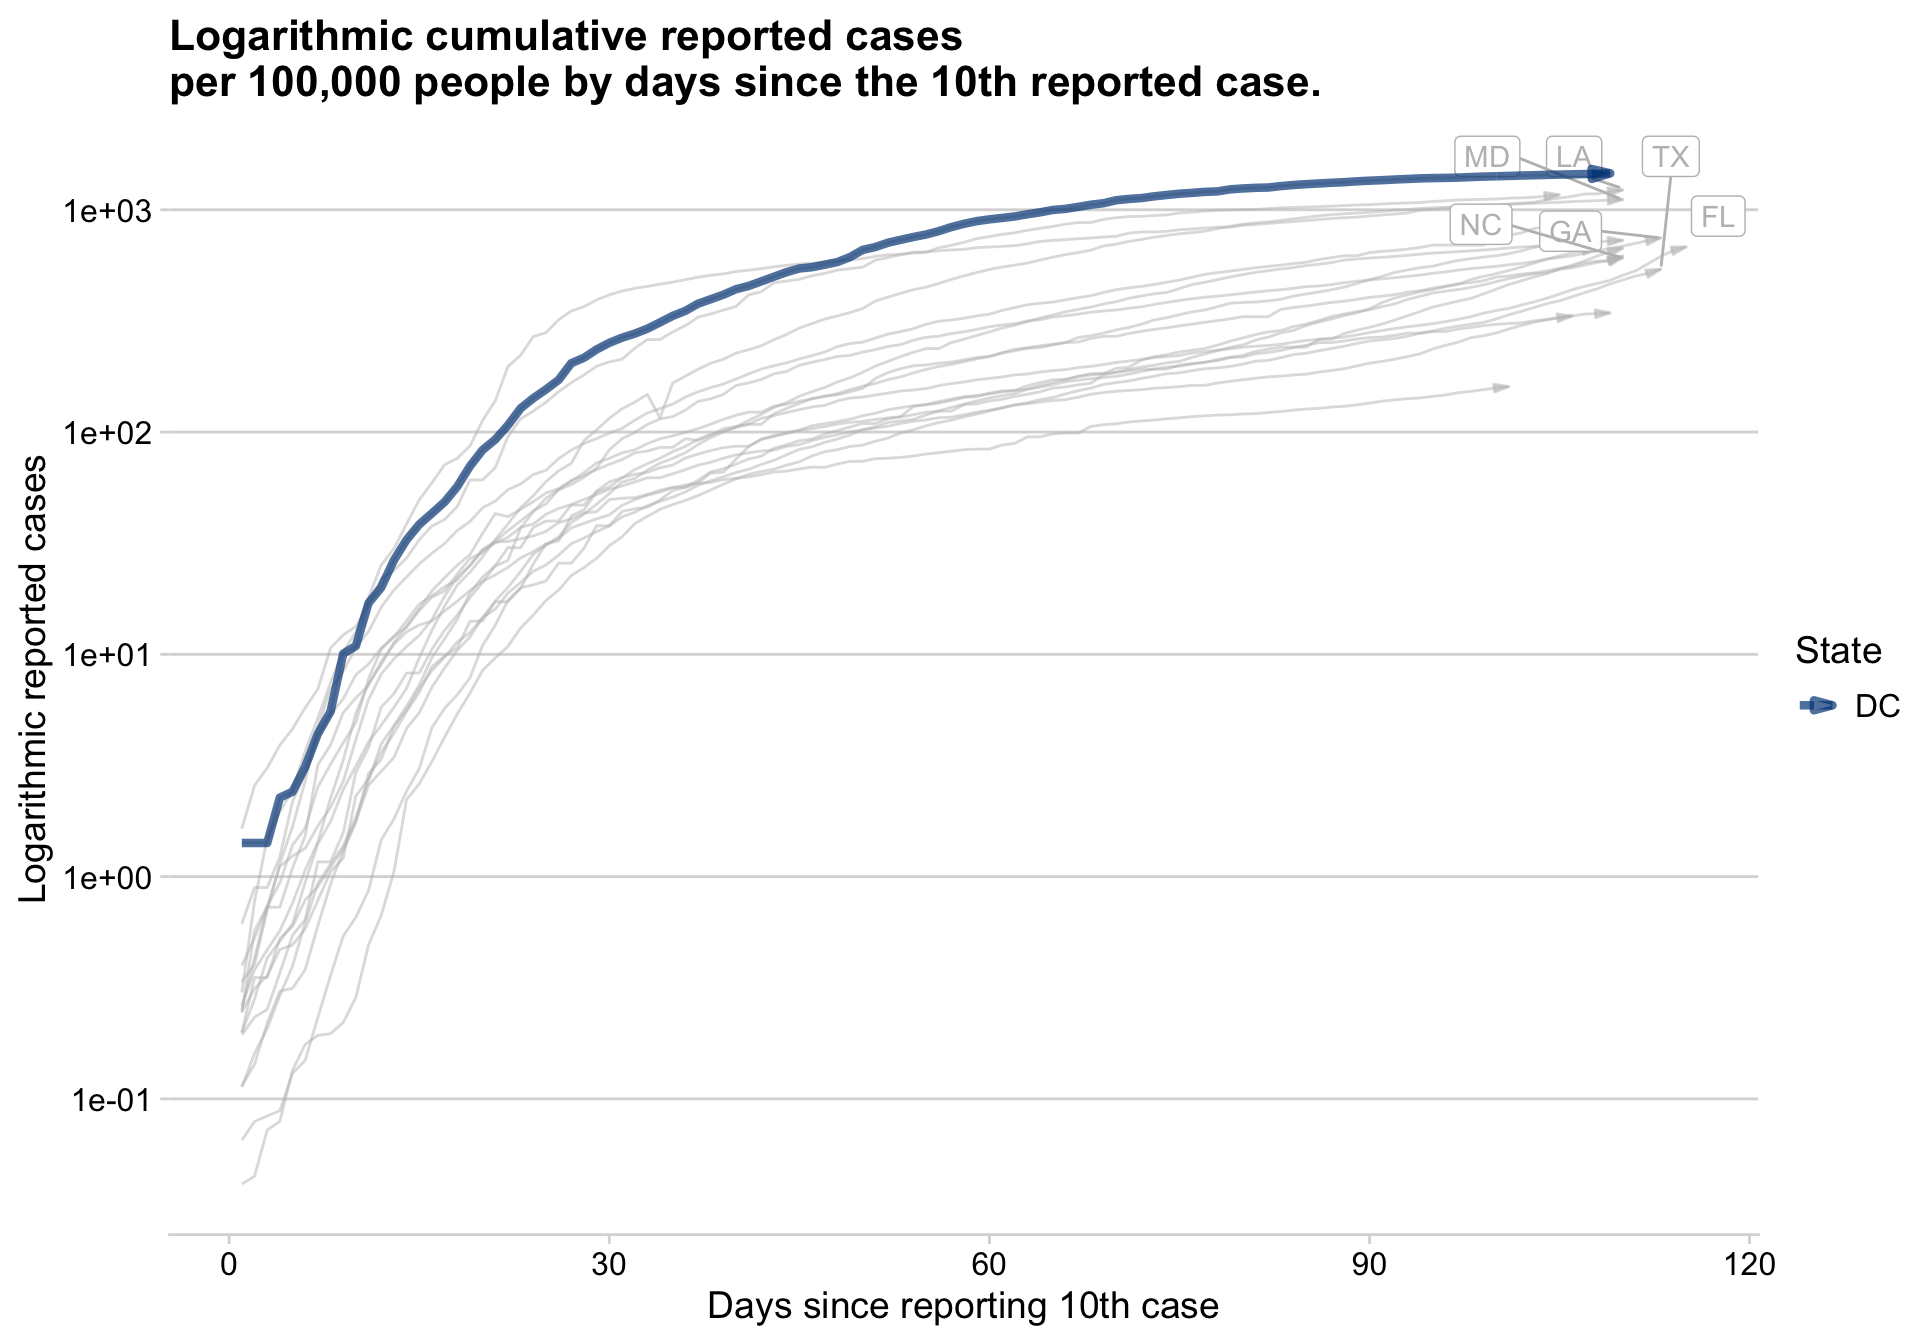 Logarithmic cumulative reported cases
per 100,000 people by days since the 10th reported case.
MD LA TX
NC GA FL
1e+03
1e+02
1e+01
1e+00
1e-01
Logarithmic reported cases
State
DC
0 30 60 90 120
Days since reporting 10th case